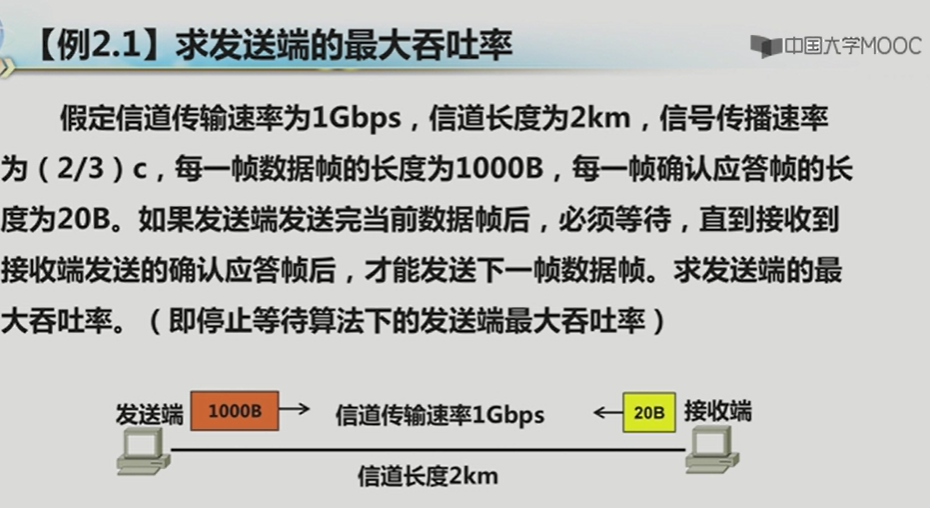 【例2.1】求发送端的最大吞吐率
中国大学MOOC
假定信道传输速率为1Gbps，信道长度为2km，信号传播速率
为（2/3）c，每一帧数据帧的长度为1000B，每一帧确认应答帧的长
度为20B。如果发送端发送完当前数据帧后，必须等待，直到接收到
接收端发送的确认应答帧后，才能发送下一帧数据帧。求发送端的最
大吞吐率。（即停止等待算法下的发送端最大吞吐率）
发送端 1000B 信道传输速率1Gbps 20B 接收端
信道长度2km